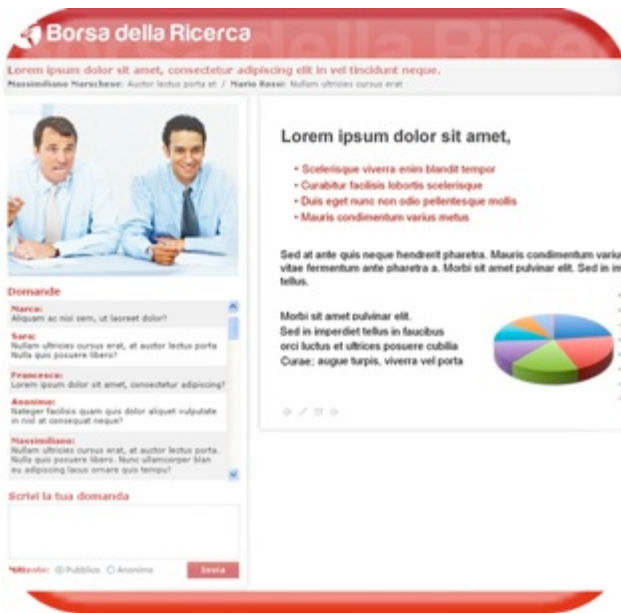 Borsa della Ricerca
Lorem ipsum dolor sit amet, consectetur adipiscing elit in vel tincidunt neque.
Massimiliano Marschese: Auctor lectus porta et / Mario Rossi: Nullam ultricies cursus erat
Lorem ipsum dolor sit amet,
• Scelerisque viverra enim blandit tempor
• Curabitur facilisis lobortis scelerisque
• Duis eget nunc non odio pellentesque mollis
• Mauris condimentum varius metus
Sed at ante quis neque hendrerit pharetra. Mauris condimentum varius
vitae fermentum ante pharetra a. Morbi sit amet pulvinar elit. Sed in im
tellus.
Morbi sit amet pulvinar elit.
Sed in imperdiet tellus in faucibus
orci luctus et ultrices posuere cubilia
Curae; augue turpis, viverra vel porta
Domande
Marco:
Aliquam ac nisi sem, ut laoreet dolor?
Sara:
Nullam ultricies cursus erat, at auctor lectus porta
Nulla quis posuere libero?
Francesco:
Lorem ipsum dolor sit amet, consectetur adipiscing?
Anonimo:
Nateger facilisis quam quis dolor aliquet vulputate
in nisl at consequat neque?
Massimiliano:
Nullam ultricies cursus erat, at auctor lectus porta.
Nulla quis posuere libero. Nunc ullamcorper blan
eu adipiscing lacus ornare quis tempu?
Scrivi la tua domanda
Pubblico Anonimo Invia